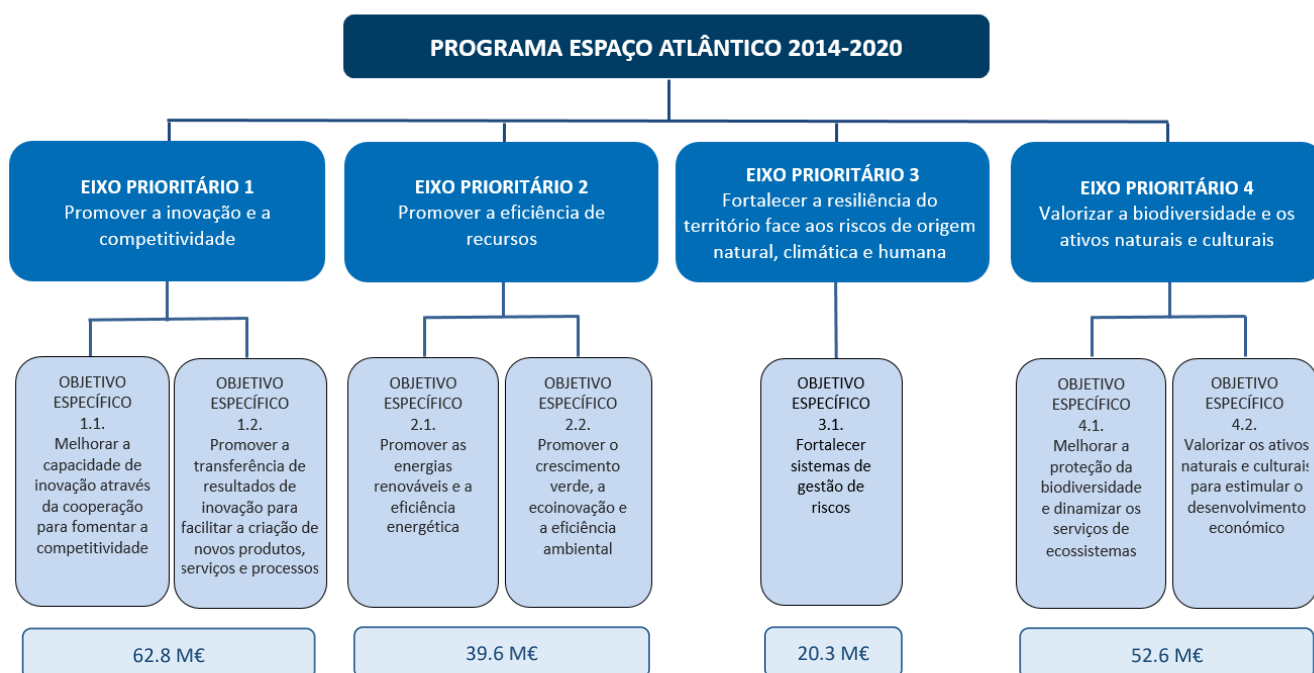 PROGRAMA ESPAÇO ATLÂNTICO 2014-2020
EIXO PRIORITÁRIO 1
Promover a inovação e a
competitividade
EIXO PRIORITÁRIO 2
Promover a eficiência de
recursos
EIXO PRIORITÁRIO 3
Fortalecer a resiliência do
território face aos riscos de origem
natural, climática e humana
EIXO PRIORITÁRIO 4
Valorizar a biodiversidade e os
ativos naturais e culturais
OBJETIVO
ESPECÍFICO
1.1.
Melhorar a
capacidade de
inovação através
da cooperação
para fomentar a
competitividade
OBJETIVO
ESPECÍFICO
1.2.
Promover a
transferência de
resultados de
inovação para
facilitar a criação de
novos produtos,
serviços e processos
OBJETIVO
ESPECÍFICO
2.1.
Promover as
energias
renováveis e a
eficiência
energética
OBJETIVO
ESPECÍFICO
2.2.
Promover o
crescimento
verde, a
ecoinovação e
a eficiência
ambiental
OBJETIVO
ESPECÍFICO
3.1.
Fortalecer
sistemas de
gestão de
riscos
OBJETIVO
ESPECÍFICO
4.1.
Melhorar a
proteção da
biodiversidade
e dinamizar os
serviços de
ecossistemas
OBJETIVO
ESPECÍFICO
4.2.
Valorizar os ativos
naturais e culturais
para estimular o
desenvolvimento
económico
62.8 M€
39.6 M€
20.3 M€
52.6 M€